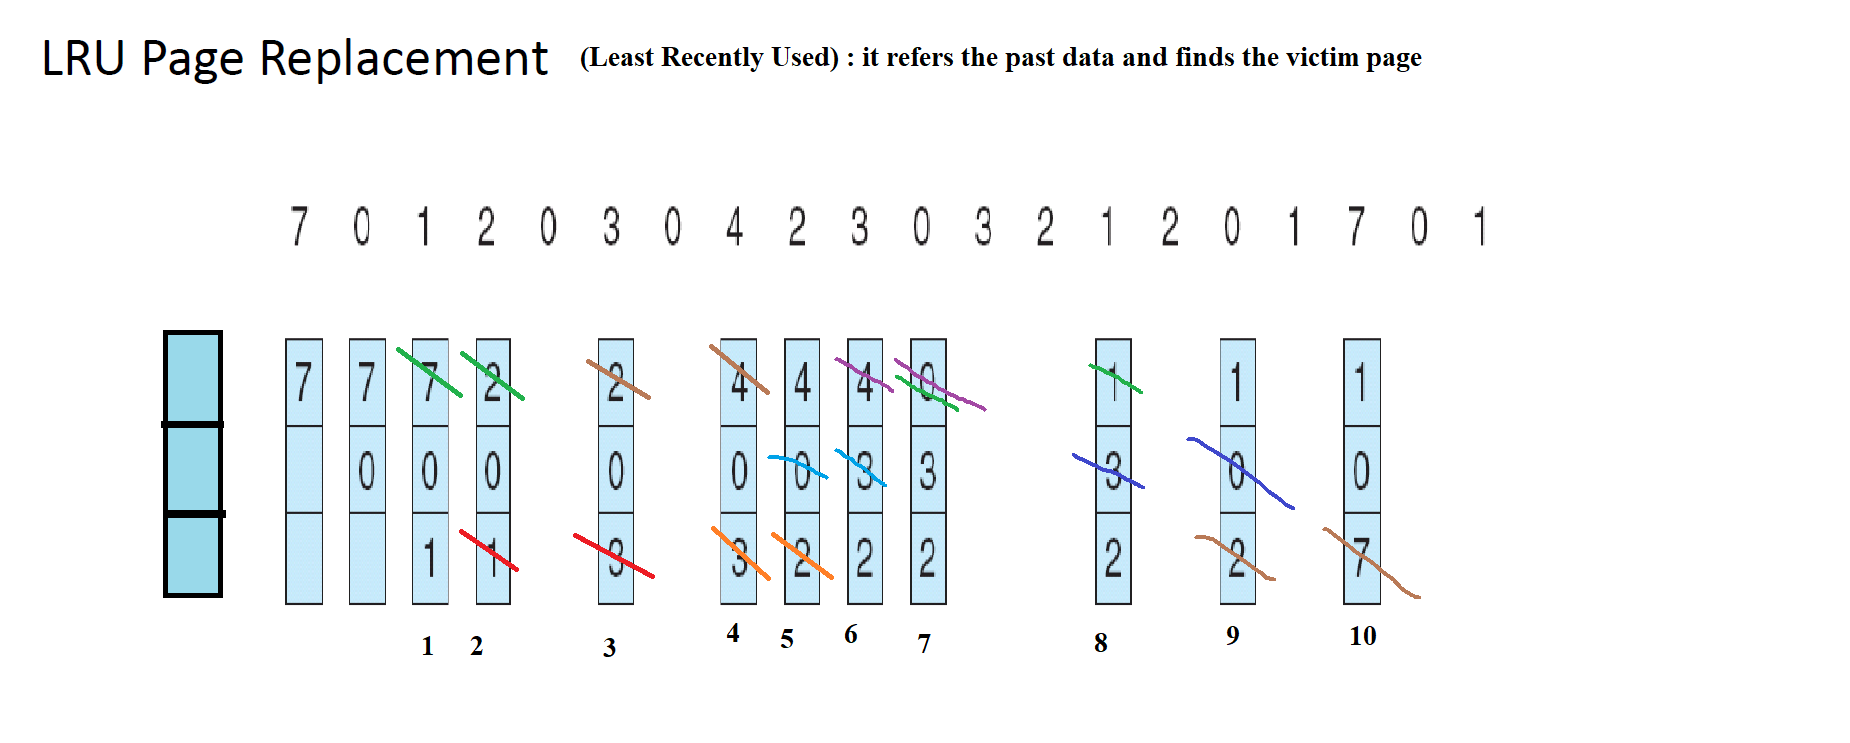 LRU Page Replacement (Least Recently Used) : it refers the past data and finds the victim page
7 0 1 2 0 3 0 4 2 3 0 3 2 1 2 0 1 7 0 1
7 7 7 2 2 4 4 4 0 1 1 1
0 0 0 0 0 0 3 3 3 0 0
1 1 3 3 2 2 2 2 2 7
1 2 3 4 5 6 7 8 9 10